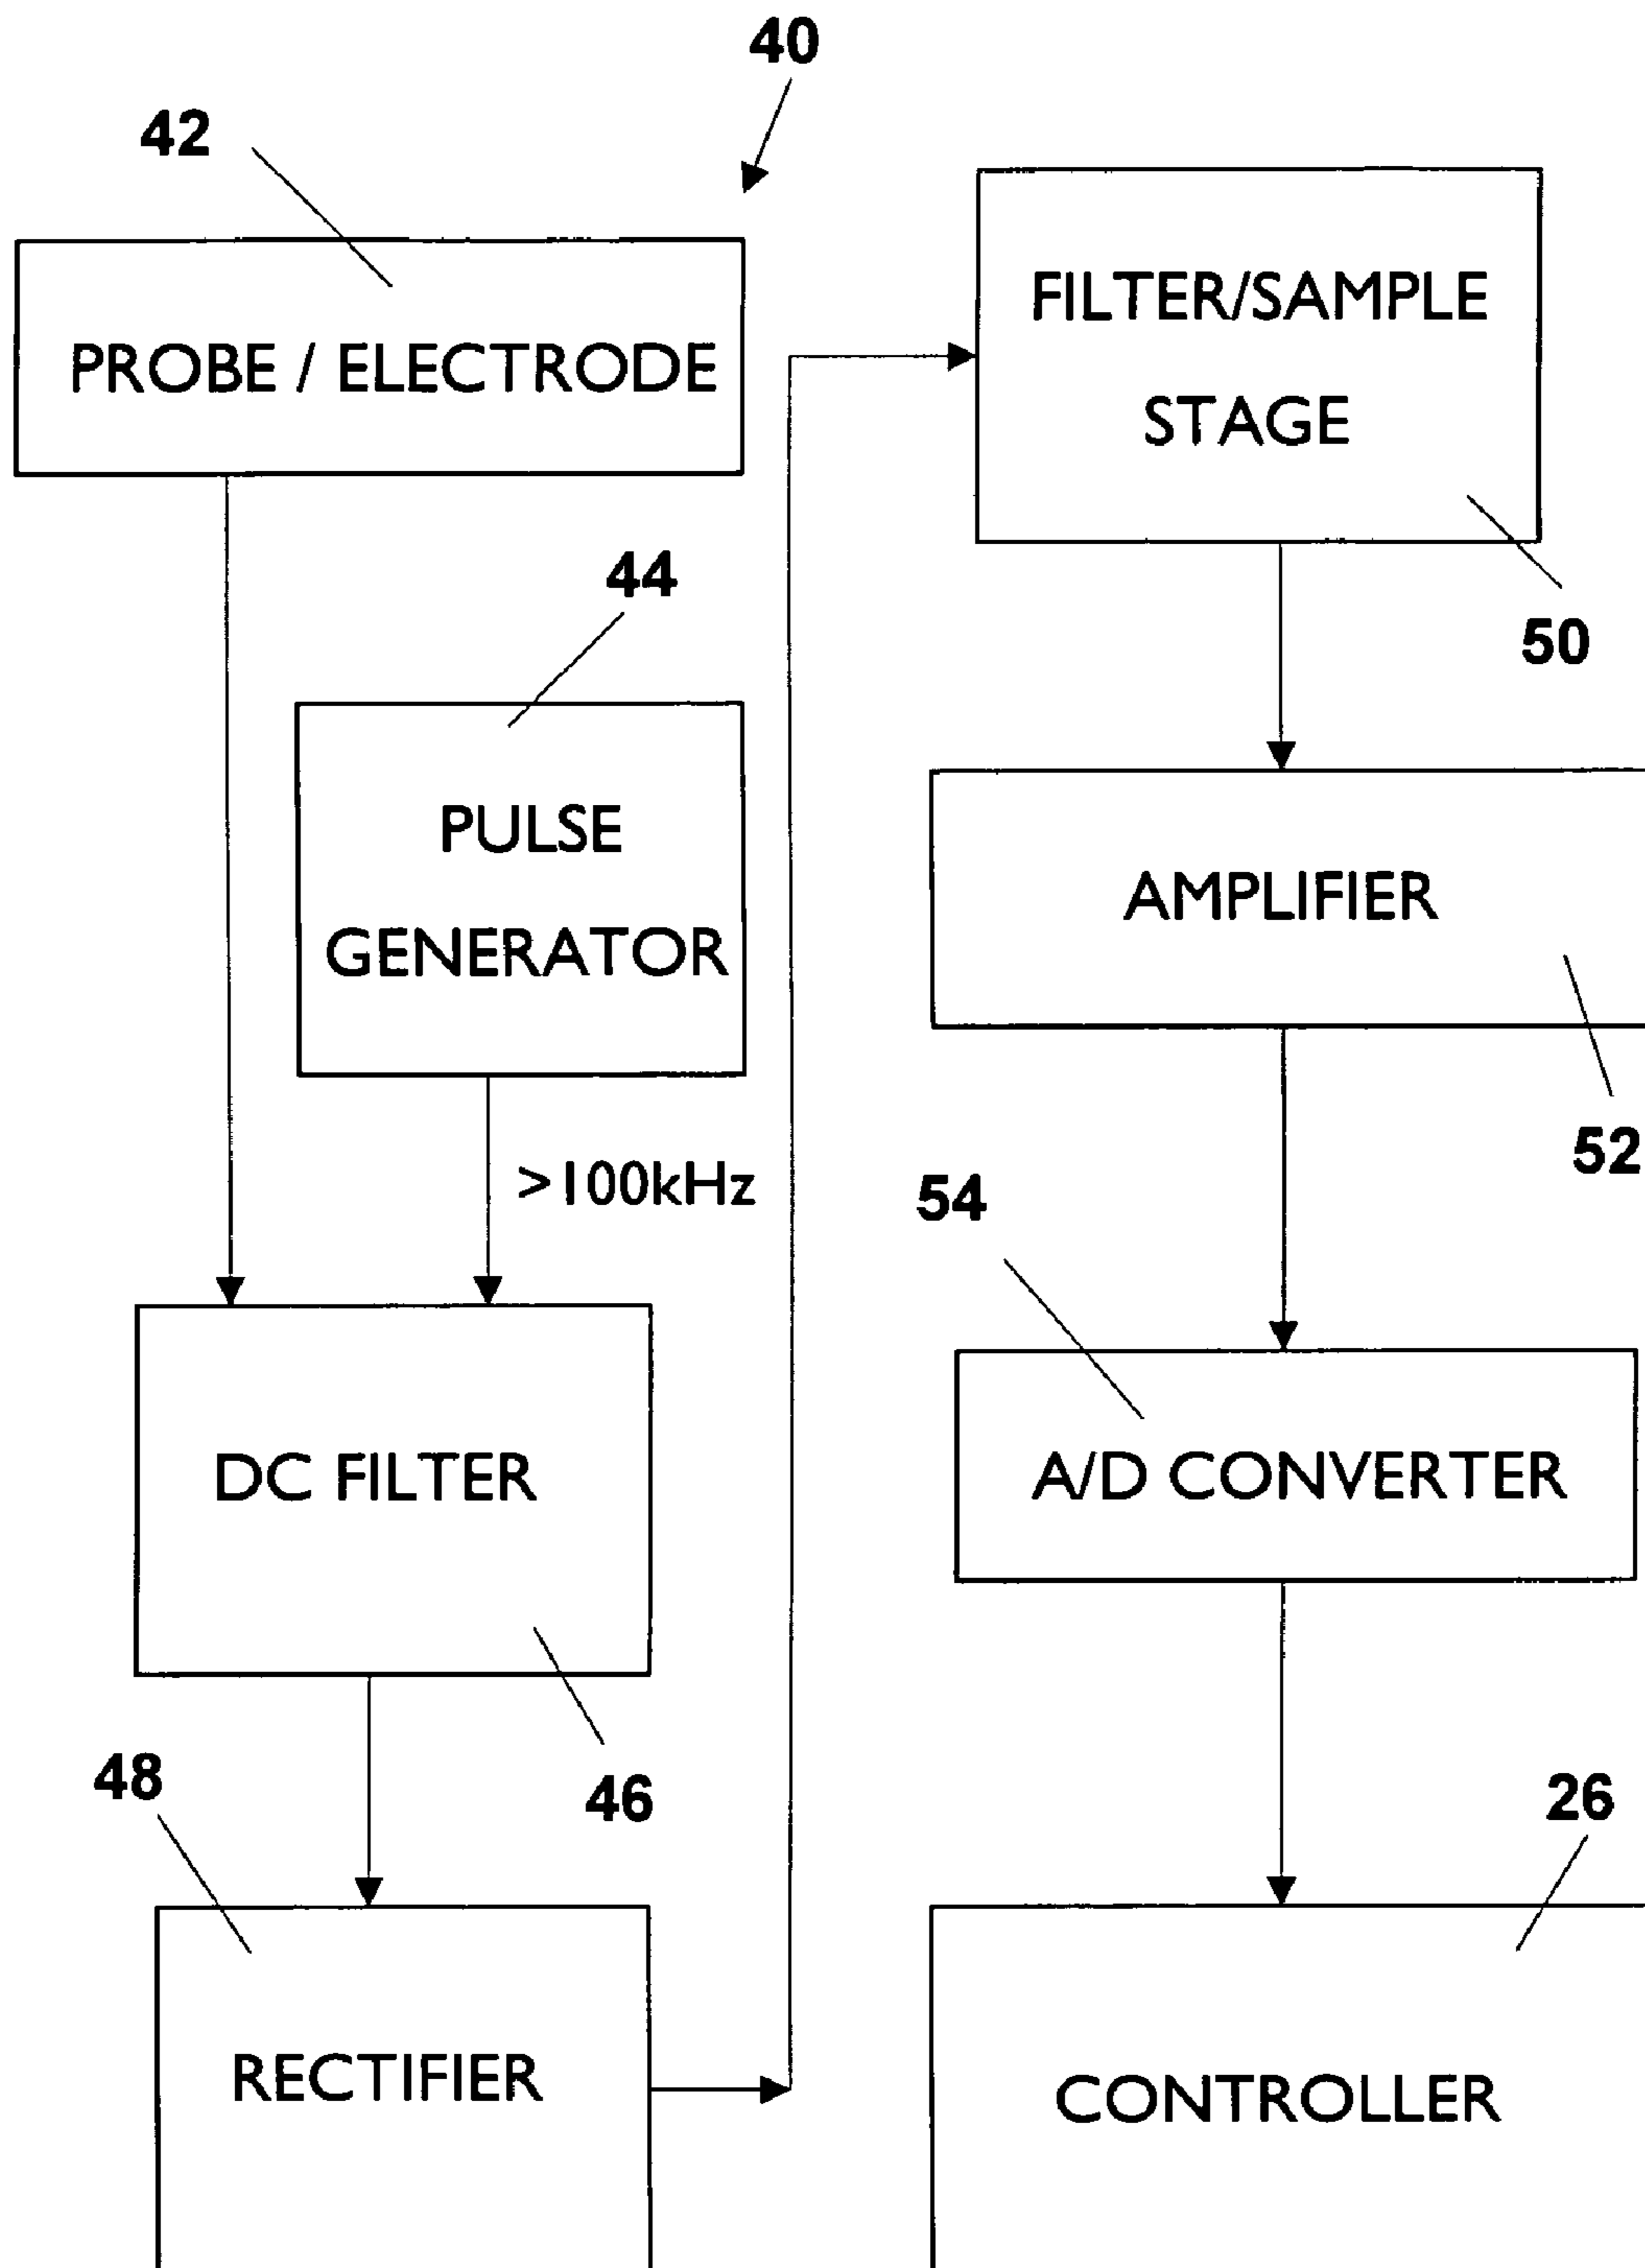 40
42
PROBE / ELECTRODE
44
PULSE
GENERATOR
>100kHz
DC FILTER
46
48
RECTIFIER
FILTER/SAMPLE
STAGE
50
AMPLIFIER
52
54
A/D CONVERTER
26
CONTROLLER